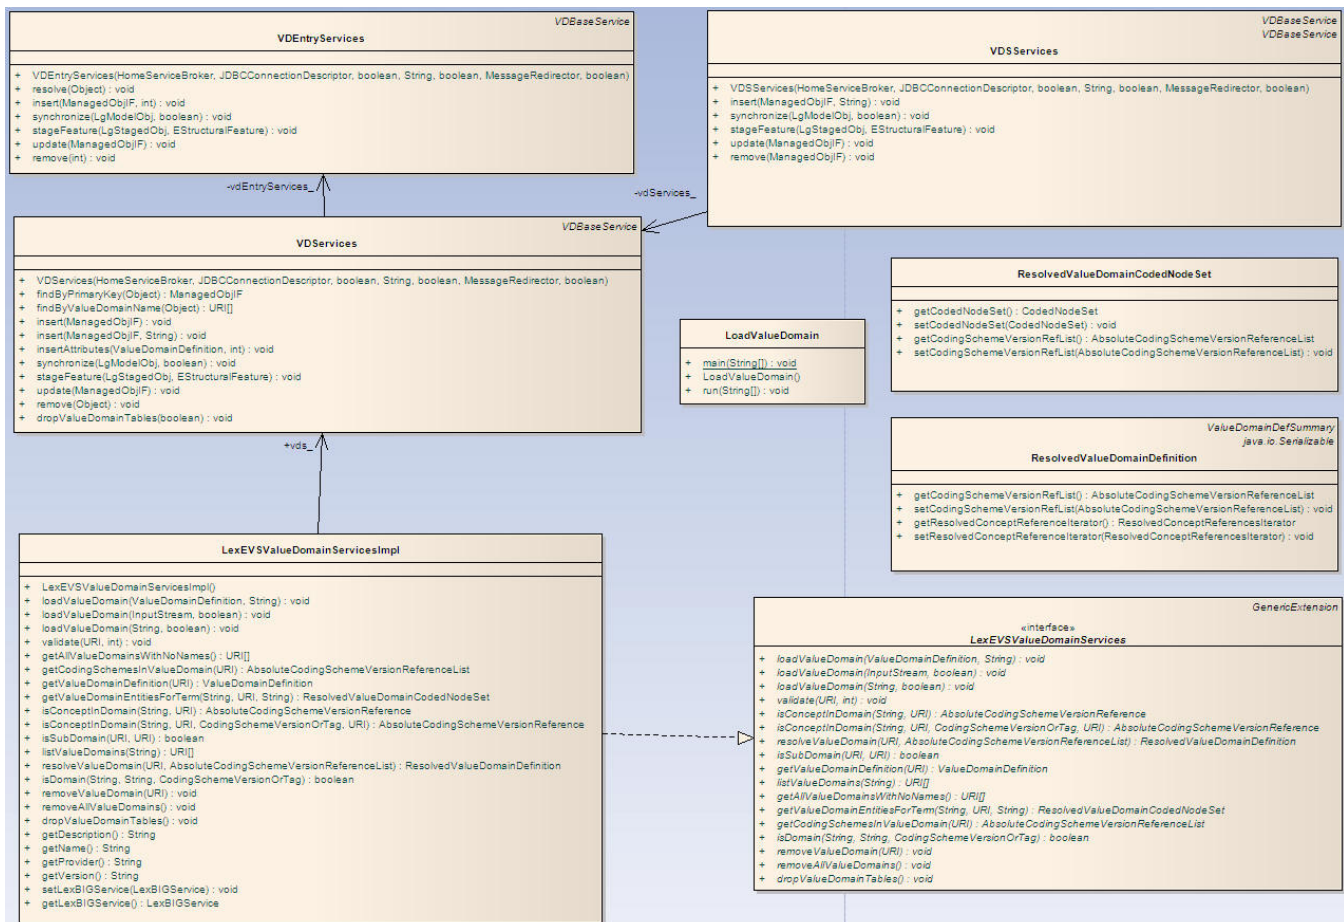 VDBaseService
VDEntryServices
+ VDEntryServices(HomeServiceBroker, JDBCConnectionDescriptor, boolean, String, boolean, MessageRedirector, boolean)
+ resolve(Object) : void
+ insert(ManagedObjIF, int) : void
+ synchronize(LgModelObj, boolean) : void
+ stageFeature(LgStagedObj, EStructuralFeature) : void
+ update(ManagedObjIF) : void
+ remove(int) : void
VDBaseService
VDBaseService
VDSServices
+ VDSServices(HomeServiceBroker, JDBCConnectionDescriptor, boolean, String, boolean, MessageRedirector, boolean)
+ insert(ManagedObjIF, String) : void
+ synchronize(LgModelObj, boolean) : void
+ stageFeature(LgStagedObj, EStructuralFeature) : void
+ update(ManagedObjIF) : void
+ remove(ManagedObjIF) : void
-vdEntryServices_
-vdServices_
VDBaseService
VDServices
+ VDServices(HomeServiceBroker, JDBCConnectionDescriptor, boolean, String, boolean, MessageRedirector, boolean)
+ findByPrimaryKey(Object) : ManagedObjIF
+ findByValueDomainName(Object) : URI[]
+ insert(ManagedObjIF) : void
+ insert(ManagedObjIF, String) : void
+ insertAttributes(ValueDomainDefinition, int) : void
+ synchronize(LgModelObj, boolean) : void
+ stageFeature(LgStagedObj, EStructuralFeature) : void
+ update(ManagedObjIF) : void
+ remove(Object) : void
+ dropValueDomainTables(boolean) : void
LoadValueDomain
+ main(String[]) : void
+ LoadValueDomain()
+ run(String[]) : void
ResolvedValueDomainCodedNodeSet
+ getCodedNodeSet() : CodedNodeSet
+ setCodedNodeSet(CodedNodeSet) : void
+ getCodingSchemeVersionRefList() : AbsoluteCodingSchemeVersionReferenceList
+ setCodingSchemeVersionRefList(AbsoluteCodingSchemeVersionReferenceList) : void
ValueDomainDefSummary
java.io.Serializable
ResolvedValueDomainDefinition
+ getCodingSchemeVersionRefList() : AbsoluteCodingSchemeVersionReferenceList
+ setCodingSchemeVersionRefList(AbsoluteCodingSchemeVersionReferenceList) : void
+ getResolvedConceptReferenceIterator() : ResolvedConceptReferencesIterator
+ setResolvedConceptReferenceIterator(ResolvedConceptReferencesIterator) : void
+vds_
LexEVSValueDomainServicesImpl
+ LexEVSValueDomainServicesImpl()
+ loadValueDomain(ValueDomainDefinition, String) : void
+ loadValueDomain(InputStream, boolean) : void
+ loadValueDomain(String, boolean) : void
+ validate(URI, int) : void
+ getAllValueDomainsWithNoNames() : URI[]
+ getCodingSchemesInValueDomain(URI) : AbsoluteCodingSchemeVersionReferenceList
+ getValueDomainDefinition(URI) : ValueDomainDefinition
+ getValueDomainEntitiesForTerm(String, URI, String) : ResolvedValueDomainCodedNodeSet
+ isConceptInDomain(String, URI) : AbsoluteCodingSchemeVersionReference
+ isConceptInDomain(String, URI, CodingSchemeVersionOrTag, URI) : AbsoluteCodingSchemeVersionReference
+ isSubDomain(URI, URI) : boolean
+ listValueDomains(String) : URI[]
+ resolveValueDomain(URI, AbsoluteCodingSchemeVersionReferenceList) : ResolvedValueDomainDefinition
+ isDomain(String, String, CodingSchemeVersionOrTag) : boolean
+ removeValueDomain(URI) : void
+ removeAllValueDomains() : void
+ dropValueDomainTables() : void
+ getDescription() : String
+ getName() : String
+ getProvider() : String
+ getVersion() : String
+ setLexBIGService(LexBIGService) : void
+ getLexBIGService() : LexBIGService
GenericExtension
«interface»
LexEVSValueDomainServices
+ loadValueDomain(ValueDomainDefinition, String) : void
+ loadValueDomain(InputStream, boolean) : void
+ loadValueDomain(String, boolean) : void
+ validate(URI, int) : void
+ isConceptInDomain(String, URI) : AbsoluteCodingSchemeVersionReference
+ isConceptInDomain(String, URI, CodingSchemeVersionOrTag, URI) : AbsoluteCodingSchemeVersionReference
+ resolveValueDomain(URI, AbsoluteCodingSchemeVersionReferenceList) : ResolvedValueDomainDefinition
+ isSubDomain(URI, URI) : boolean
+ getValueDomainDefinition(URI) : ValueDomainDefinition
+ listValueDomains(String) : URI[]
+ getAllValueDomainsWithNoNames() : URI[]
+ getValueDomainEntitiesForTerm(String, URI, String) : ResolvedValueDomainCodedNodeSet
+ getCodingSchemesInValueDomain(URI) : AbsoluteCodingSchemeVersionReferenceList
+ isDomain(String, String, CodingSchemeVersionOrTag) : boolean
+ removeValueDomain(URI) : void
+ removeAllValueDomains() : void
+ dropValueDomainTables() : void